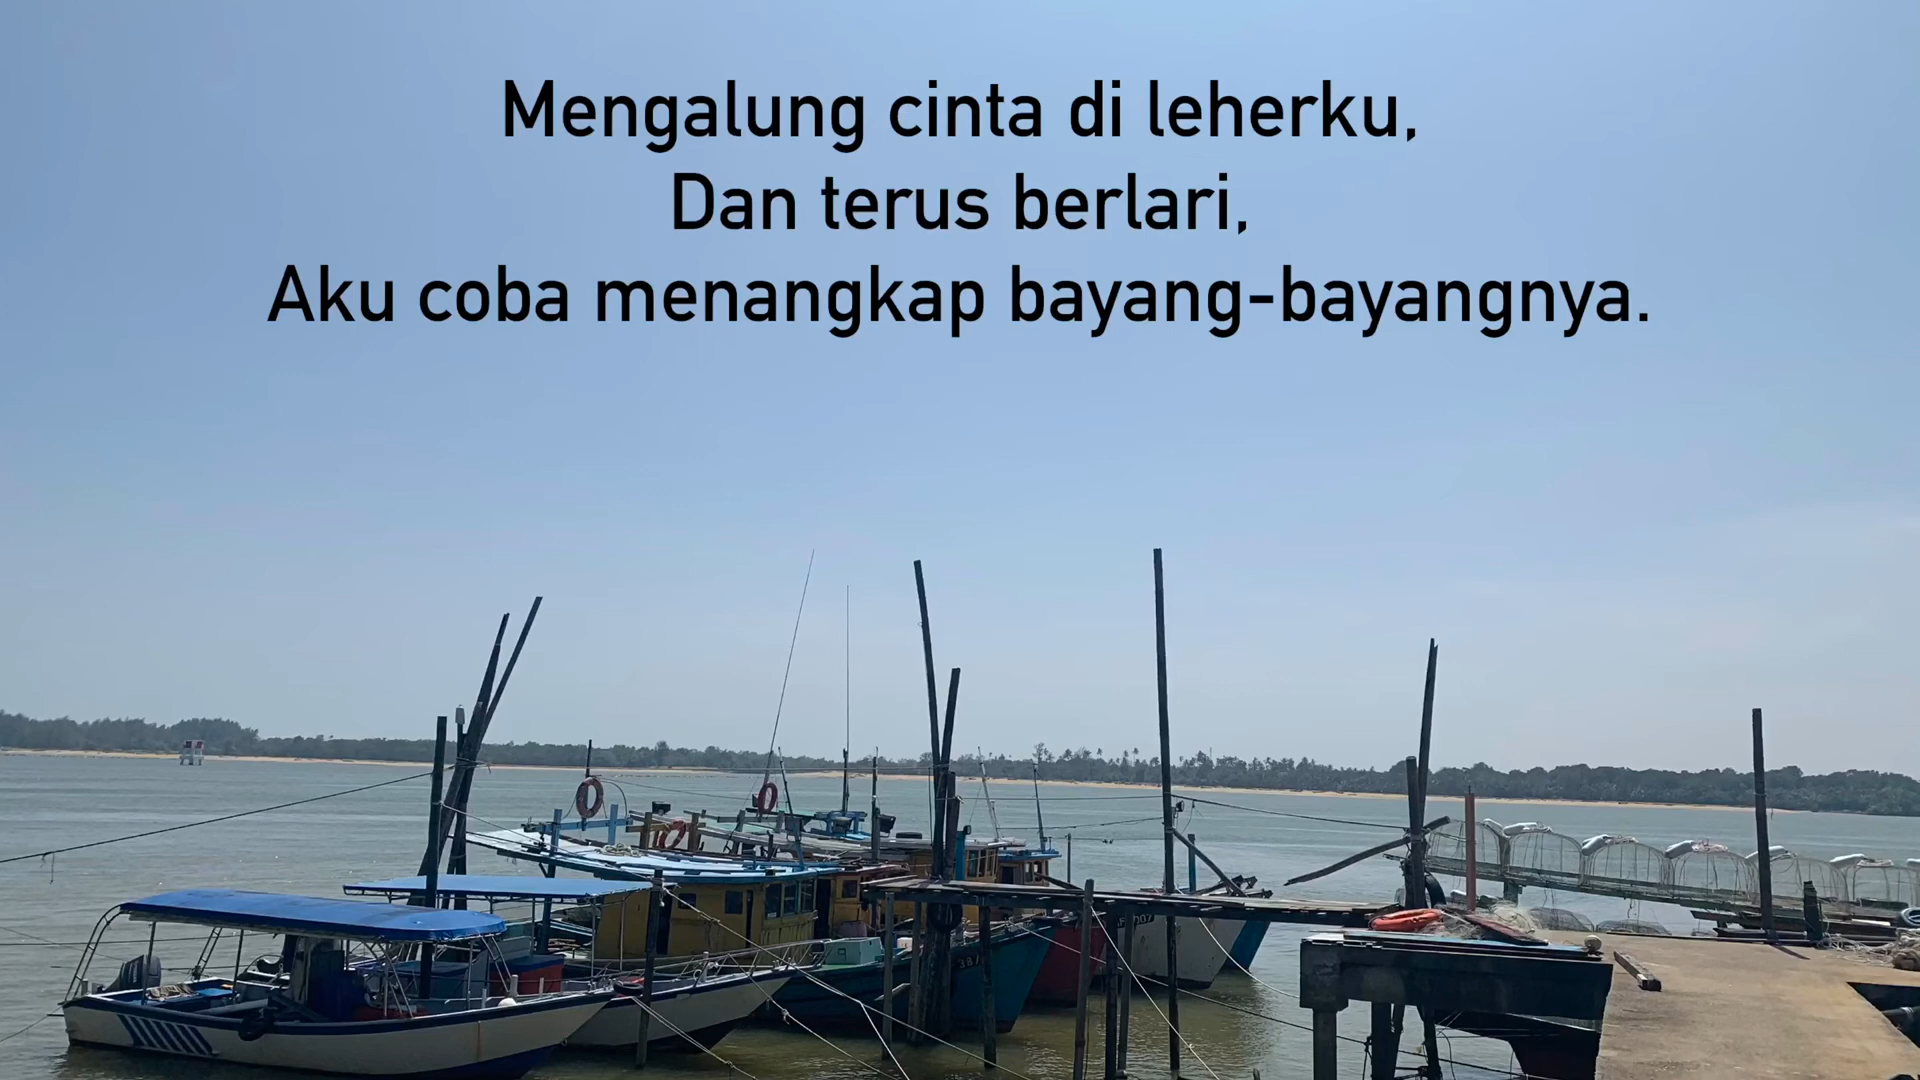 Mengalung cinta di leherku,
Dan terus berlari,
Aku coba menangkap bayang-bayangnya.